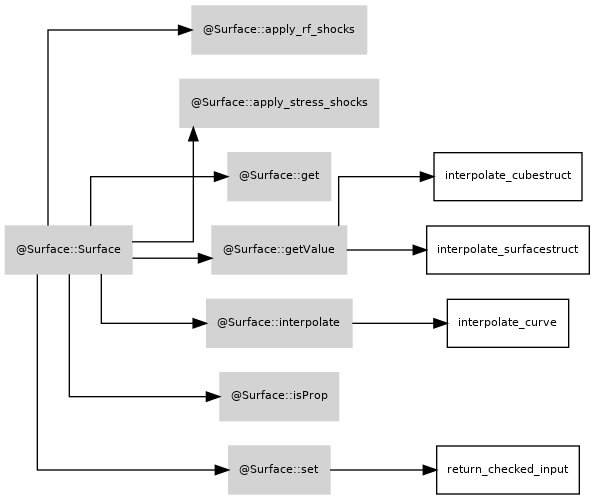 @Surface::apply_rf_shocks
@Surface::apply_stress_shocks
@Surface::get
interpolate_cubestruct
@Surface::Surface
@Surface::getValue
interpolate_surfacestruct
@Surface::interpolate
interpolate_curve
@Surface::isProp
@Surface::set
return_checked_input